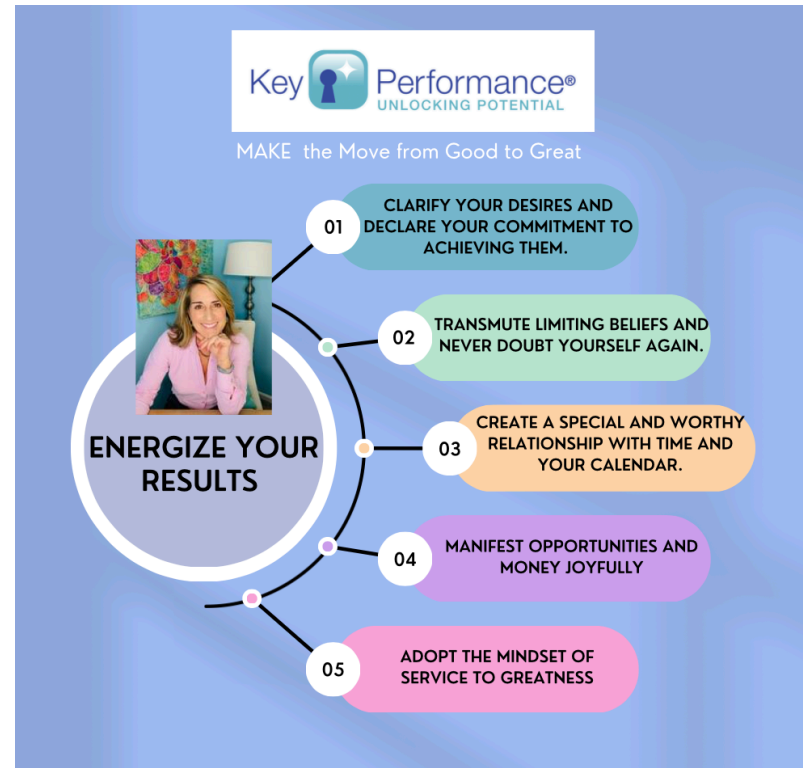 Key Performance®
UNLOCKING POTENTIAL
MAKE the Move from Good to Great
01
CLARIFY YOUR DESIRES AND
DECLARE YOUR COMMITMENT TO
ACHIEVING THEM.
02
TRANSMUTE LIMITING BELIEFS AND
NEVER DOUBT YOURSELF AGAIN.
ENERGIZE YOUR
RESULTS
03
CREATE A SPECIAL AND WORTHY
RELATIONSHIP WITH TIME AND
YOUR CALENDAR.
04
MANIFEST OPPORTUNITIES AND
MONEY JOYFULLY
05
ADOPT THE MINDSET OF
SERVICE TO GREATNESS